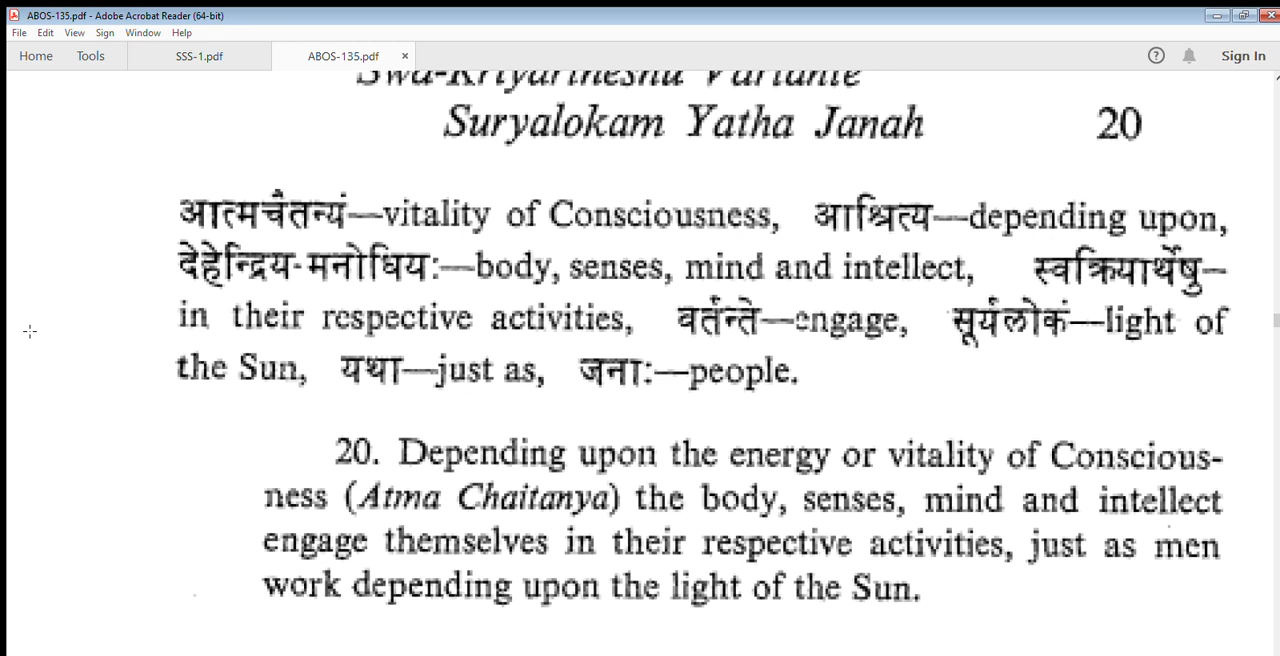 ABOS-135.pdf - Adobe Acrobat Reader (64-bit)
File Edit View Sign Window Help
Home Tools SSS-1.pdf ABOS-135.pdf × ? Sign In
Suryalokam Yatha Janah 20
आत्मचैतन्यं—vitality of Consciousness, आश्रित्य—depending upon,
देहेन्द्रिय-मनोधियः—body, senses, mind and intellect, स्वक्रियार्थेषु—
in their respective activities, वर्तन्ते—engage, सूर्यलोकं—light of
the Sun, यथा—just as, जनाः—people.
20. Depending upon the energy or vitality of Conscious-
ness (Atma Chaitanya) the body, senses, mind and intellect
engage themselves in their respective activities, just as men
work depending upon the light of the Sun.